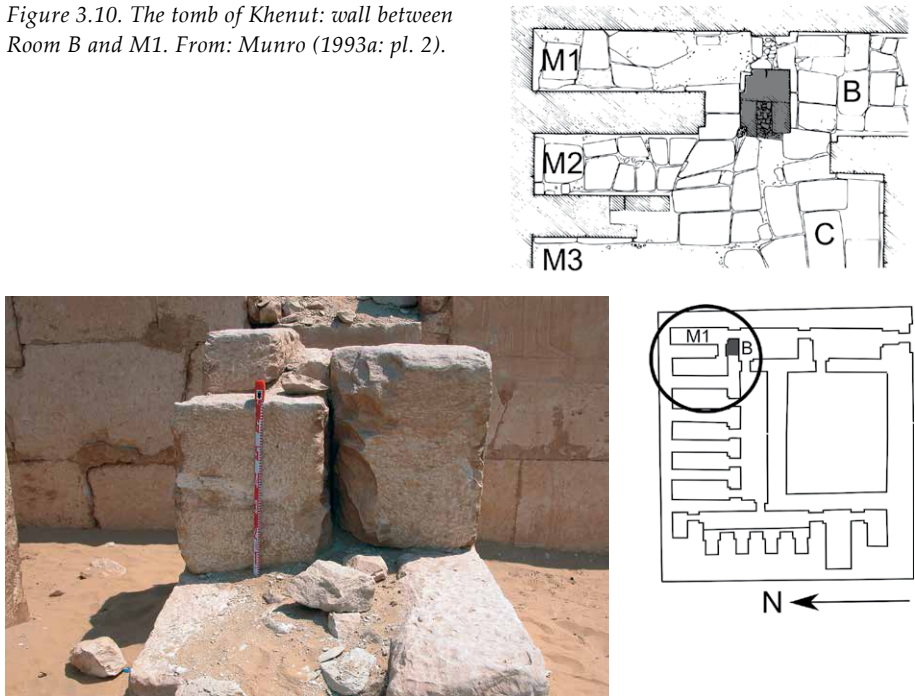 Figure 3.10. The tomb of Khenut: wall between
Room B and M1. From: Munro (1993a: pl. 2).
M1
B
M2
C
M3
M1
B
N